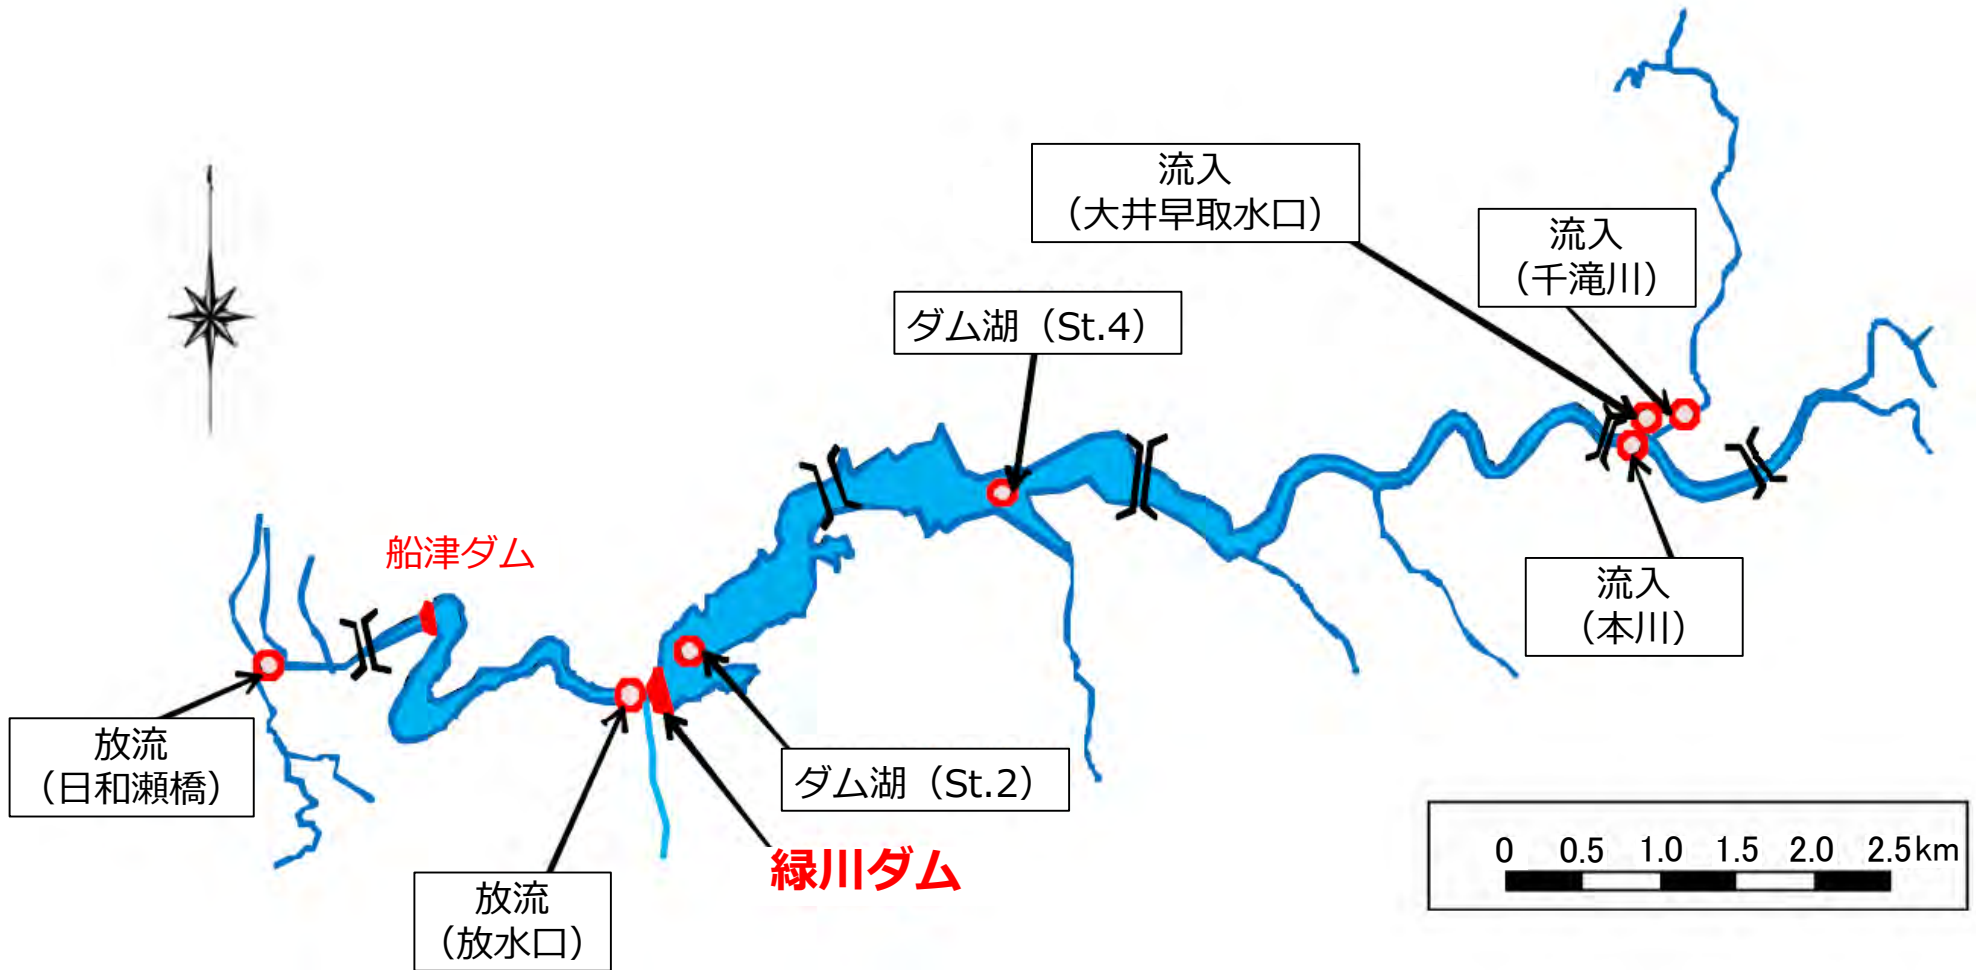 流入
（大井早取水口）
流入
（千滝川）
ダム湖（St.4）
船津ダム
流入
（本川）
放流
（日和瀬橋）
ダム湖（St.2）
緑川ダム
放流
（放水口）
0 0.5 1.0 1.5 2.0 2.5km